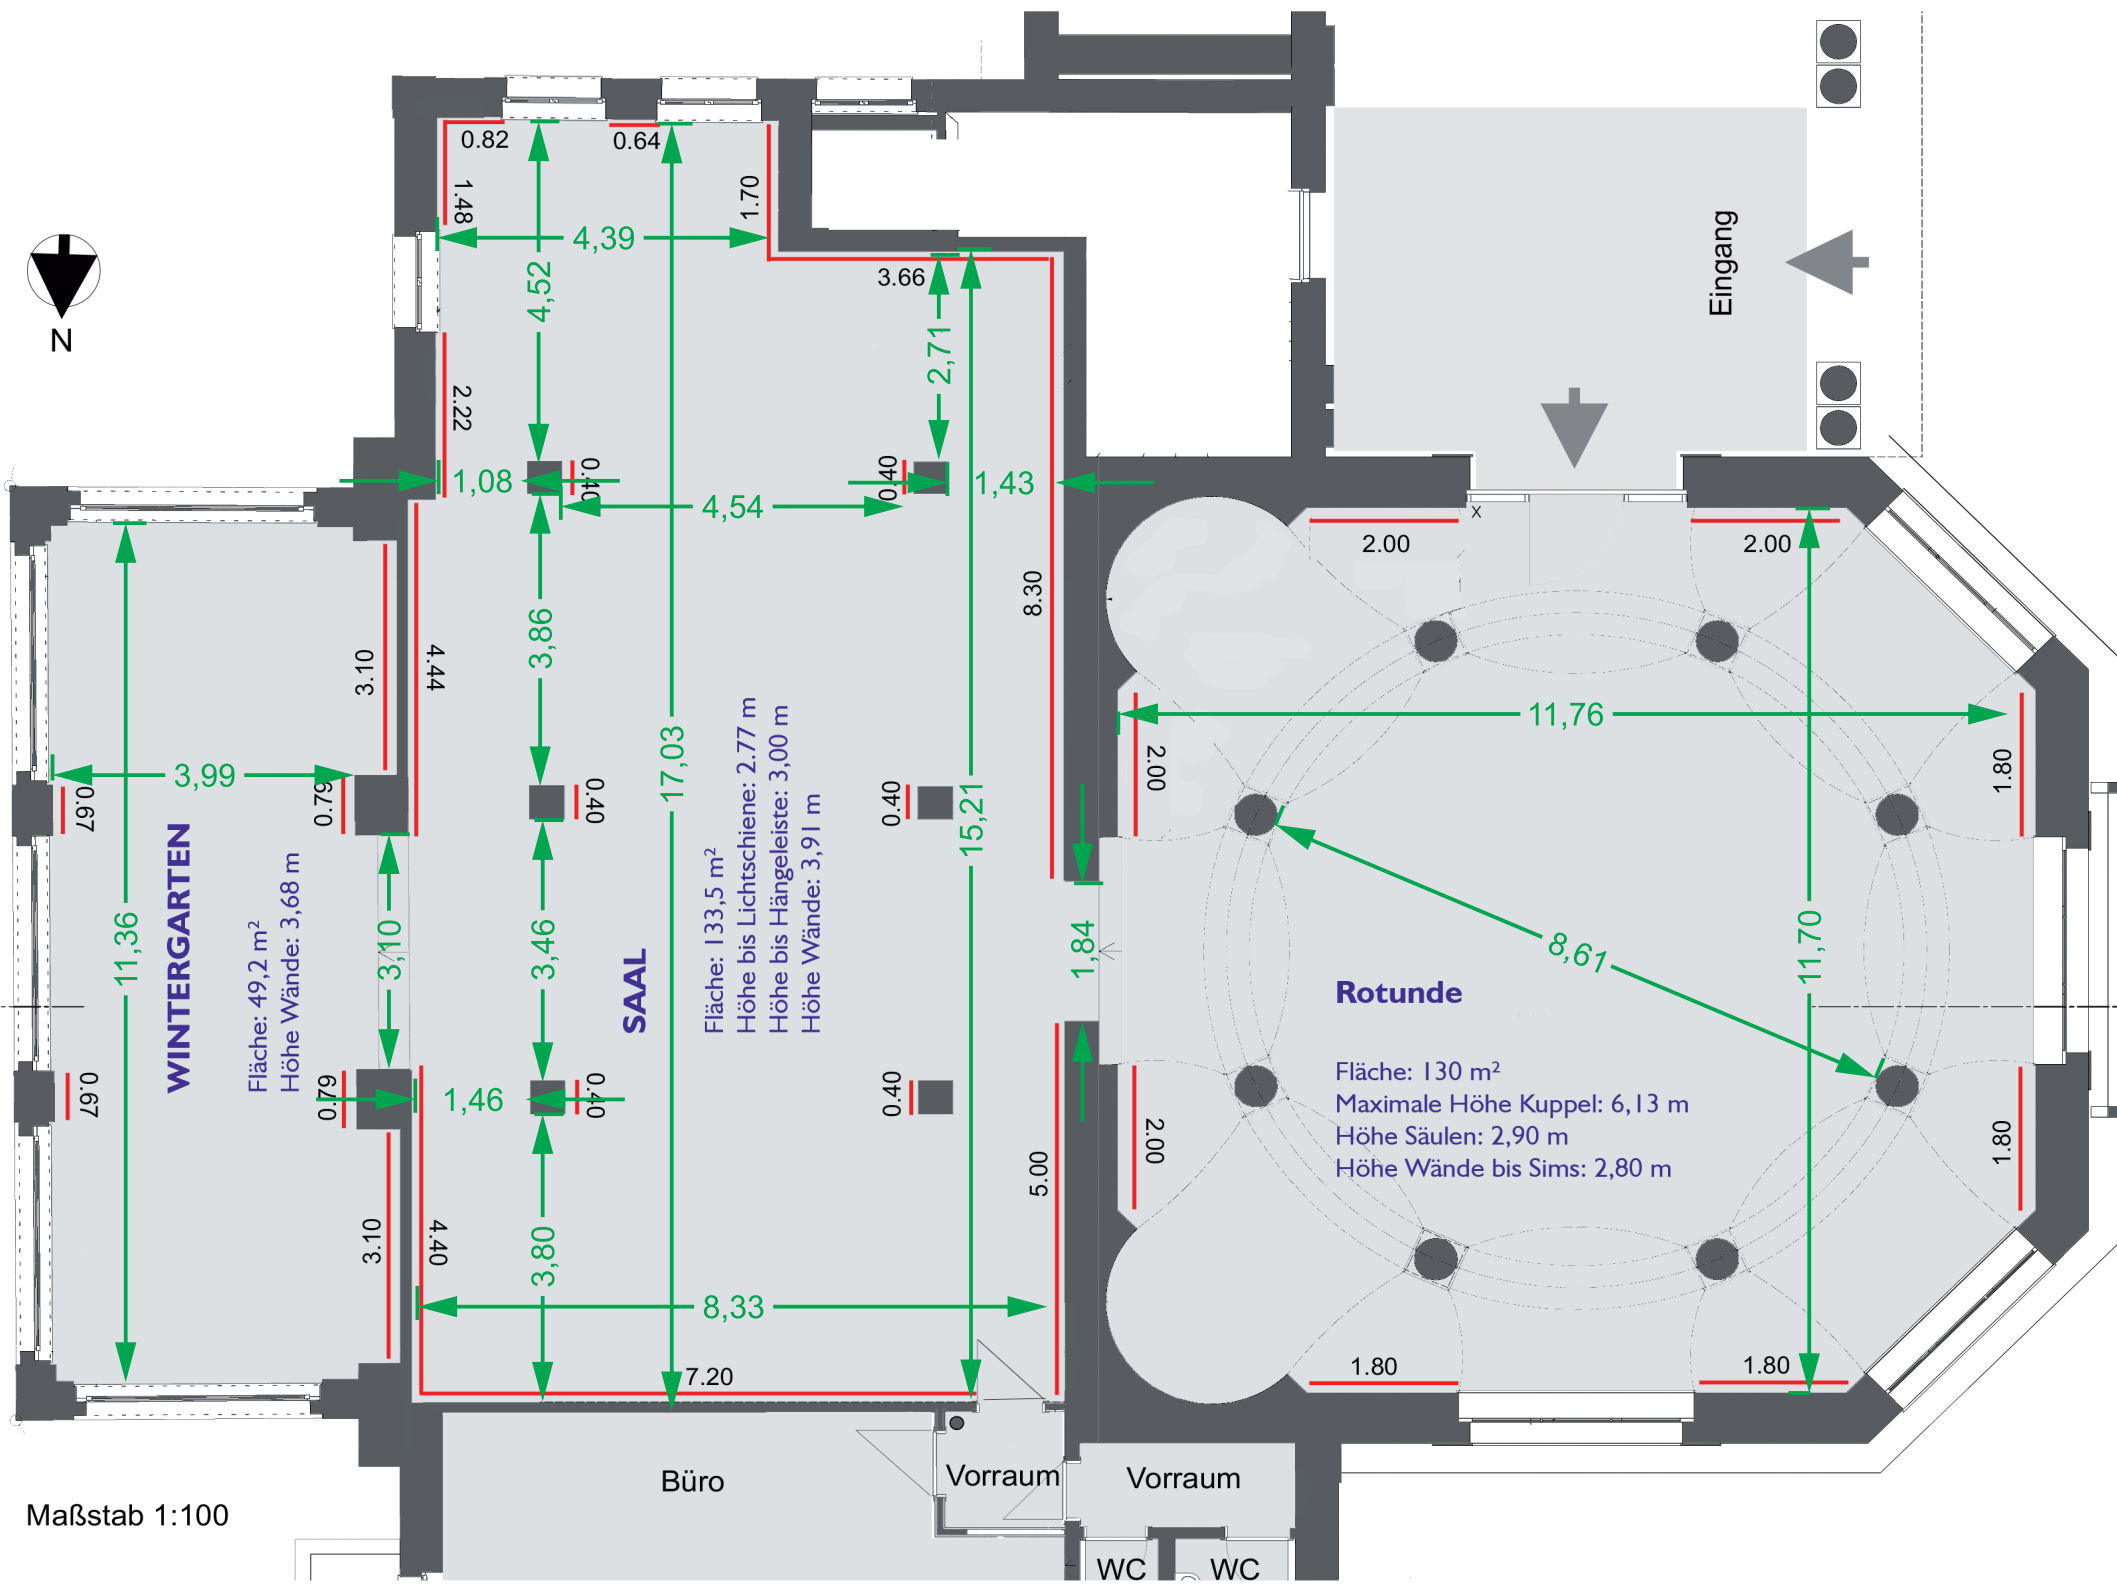 0.82
0.64
1.48
1.70
4,39
4,52
3.66
2,71
Eingang
N
2.22
1,08
0.40
4,54
0.40
1,43
x
2.00
2.00
3,86
8.30
3.10
4.44
11,76
2.00
1.80
3,99
0.67
0.79
0.40
0.40
17,03
15,21
WINTERGARTEN
Fläche: 49,2 m²
Höhe Wände: 3,68 m
11,36
3,10
3,46
SAAL
Fläche: 133,5 m²
Höhe bis Lichtschiene: 2.77 m
Höhe bis Hängeleiste: 3,00 m
Höhe Wände: 3,91 m
1,84
8,61
11,70
Rotunde
Fläche: 130 m²
Maximale Höhe Kuppel: 6,13 m
Höhe Säulen: 2,90 m
Höhe Wände bis Sims: 2,80 m
0.67
0.79
1,46
0.40
0.40
2.00
1.80
5.00
3.10
4.40
3,80
8,33
7.20
1.80
1.80
Büro
Vorraum
Vorraum
Maßstab 1:100
WC
WC